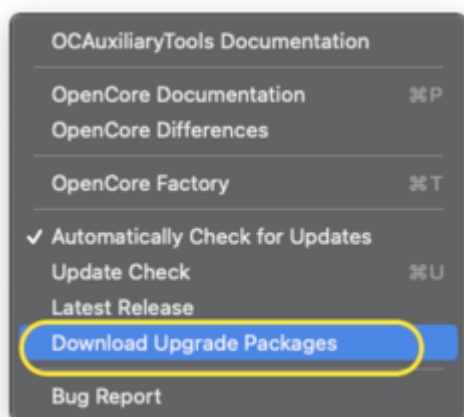 OCAuxiliaryTools Documentation
OpenCore Documentation ⌘P
OpenCore Differences
OpenCore Factory ⌘T
✓ Automatically Check for Updates
Update Check ⌘U
Latest Release
Download Upgrade Packages
Bug Report